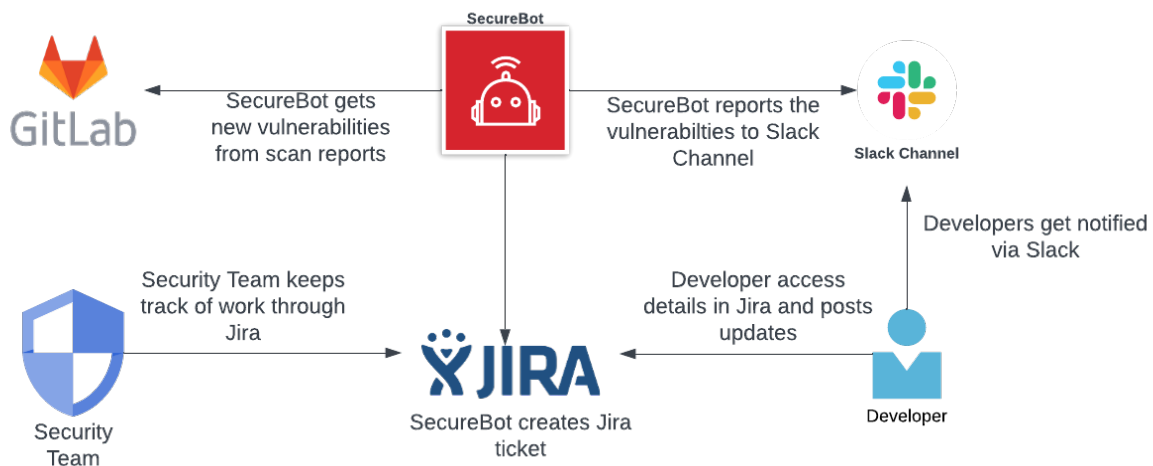 SecureBot
GitLab
SecureBot gets
new vulnerabilities
from scan reports
SecureBot reports the
vulnerabilties to Slack
Channel
Slack Channel
Developers get notified
via Slack
Security Team keeps
track of work through
Jira
Developer access
details in Jira and posts
updates
JIRA
SecureBot creates Jira
ticket
Security
Team
Developer